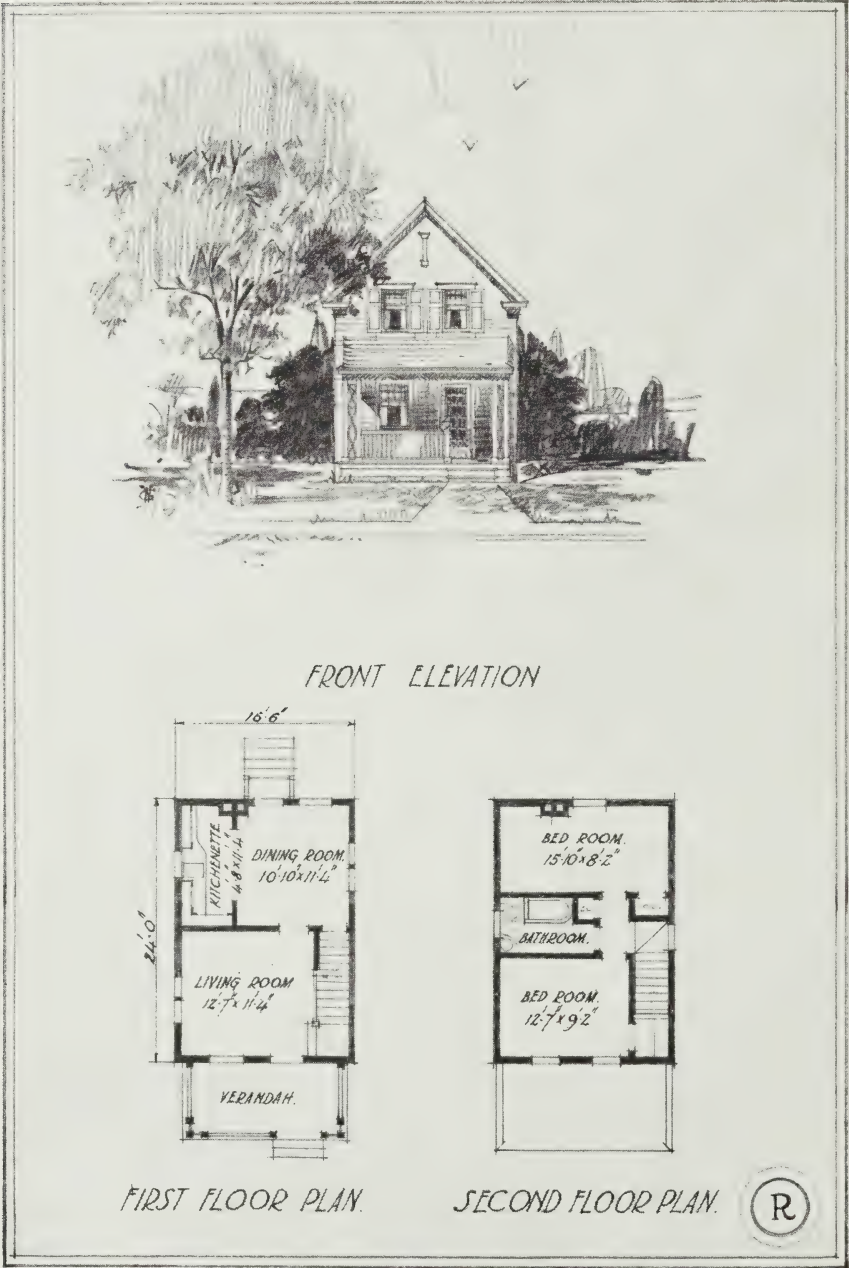 FRONT ELEVATION
16'-6"
KITCHENETTE
4'-8"x11'-4"
DINING ROOM.
10'-10"x11'-4"
24'-0"
LIVING ROOM
12'-7"x11'-4"
VERANDAH.
FIRST FLOOR PLAN.
BED ROOM.
15'-10"x8'-2"
BATHROOM.
BED ROOM.
12'-7"x9'-2"
SECOND FLOOR PLAN.
R